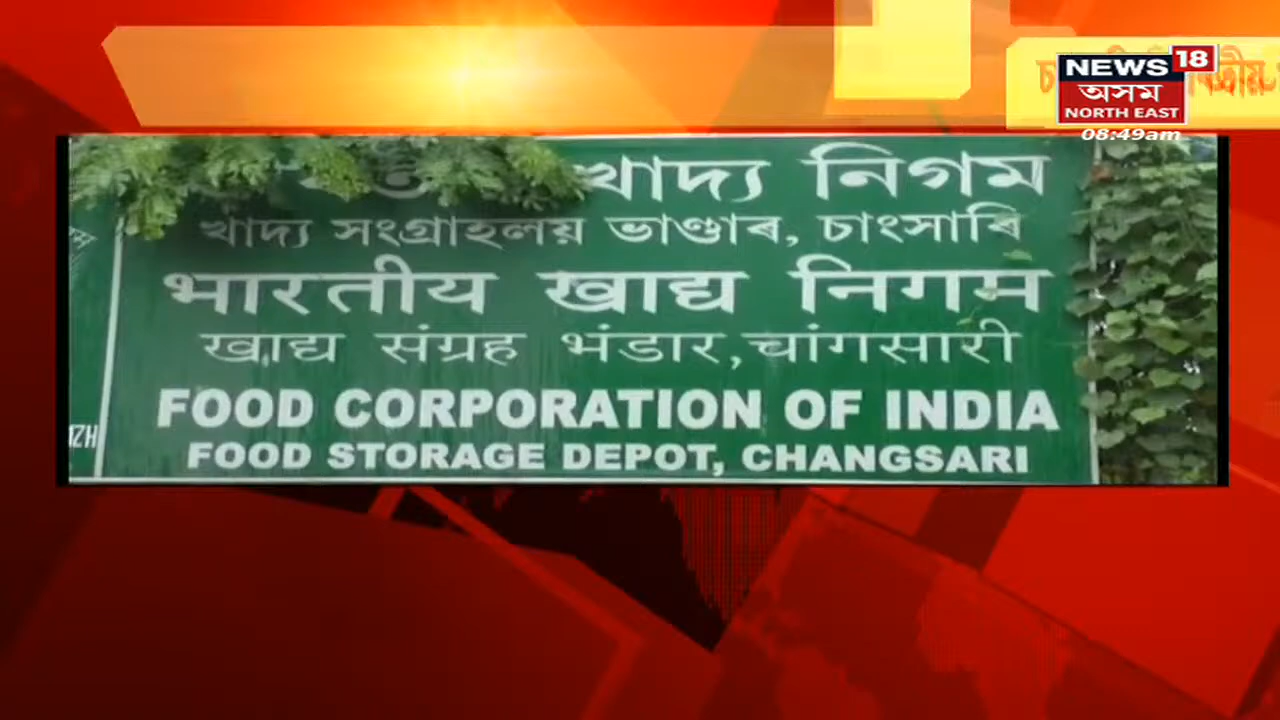 NEWS 18
অসম
NORTH EAST
08:49am
খাদ্য নিগম
খাদ্য সংগ্ৰাহলয় ভাণ্ডাৰ, চাংসাৰি
भारतीय खाद्य निगम
खाद्य संग्रह भंडार, चांगसारी
FOOD CORPORATION OF INDIA
FOOD STORAGE DEPOT, CHANGSARI